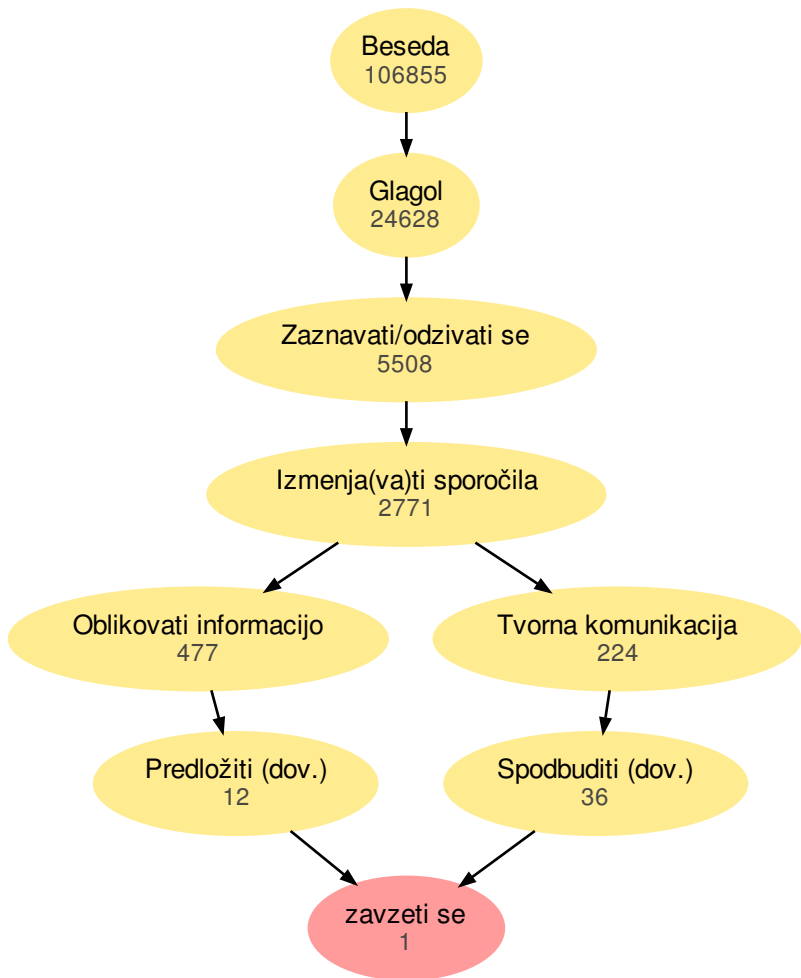 Beseda
106855
Glagol
24628
Zaznavati/odzivati se
5508
Izmenja(va)ti sporočila
2771
Oblikovati informacijo
477
Tvorna komunikacija
224
Predložiti (dov.)
12
Spodbuditi (dov.)
36
zavzeti se
1